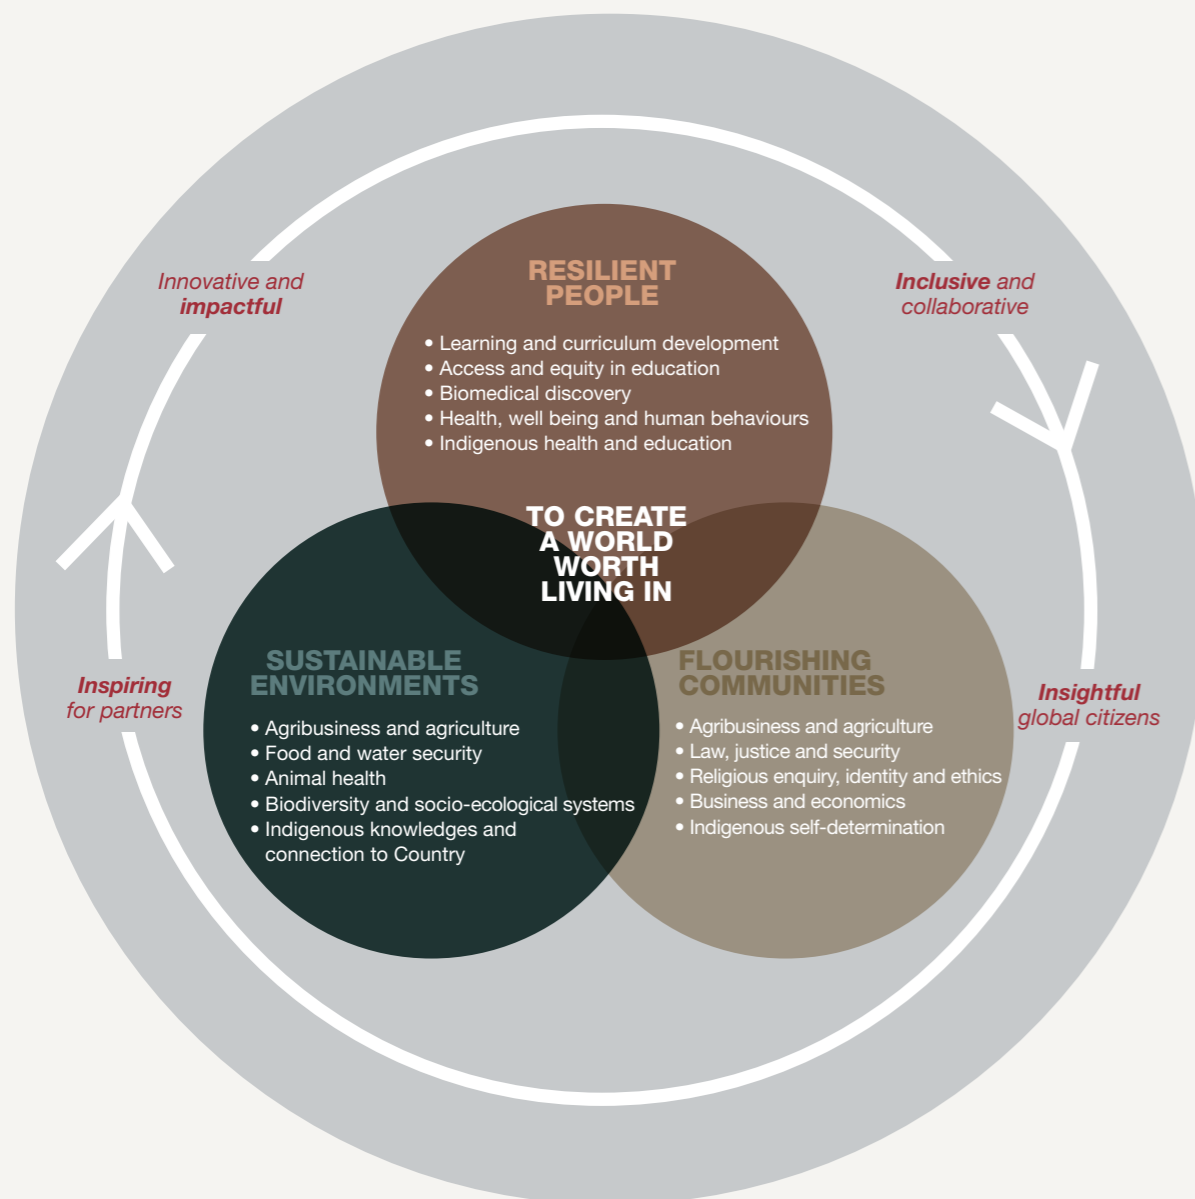 Innovative and
impactful
Inclusive and
collaborative
RESILIENT
PEOPLE
• Learning and curriculum development
• Access and equity in education
• Biomedical discovery
• Health, well being and human behaviours
• Indigenous health and education
TO CREATE
A WORLD
WORTH
LIVING IN
Inspiring
for partners
SUSTAINABLE
ENVIRONMENTS
• Agribusiness and agriculture
• Food and water security
• Animal health
• Biodiversity and socio-ecological systems
• Indigenous knowledges and
connection to Country
FLOURISHING
COMMUNITIES
• Agribusiness and agriculture
• Law, justice and security
• Religious enquiry, identity and ethics
• Business and economics
• Indigenous self-determination
Insightful
global citizens